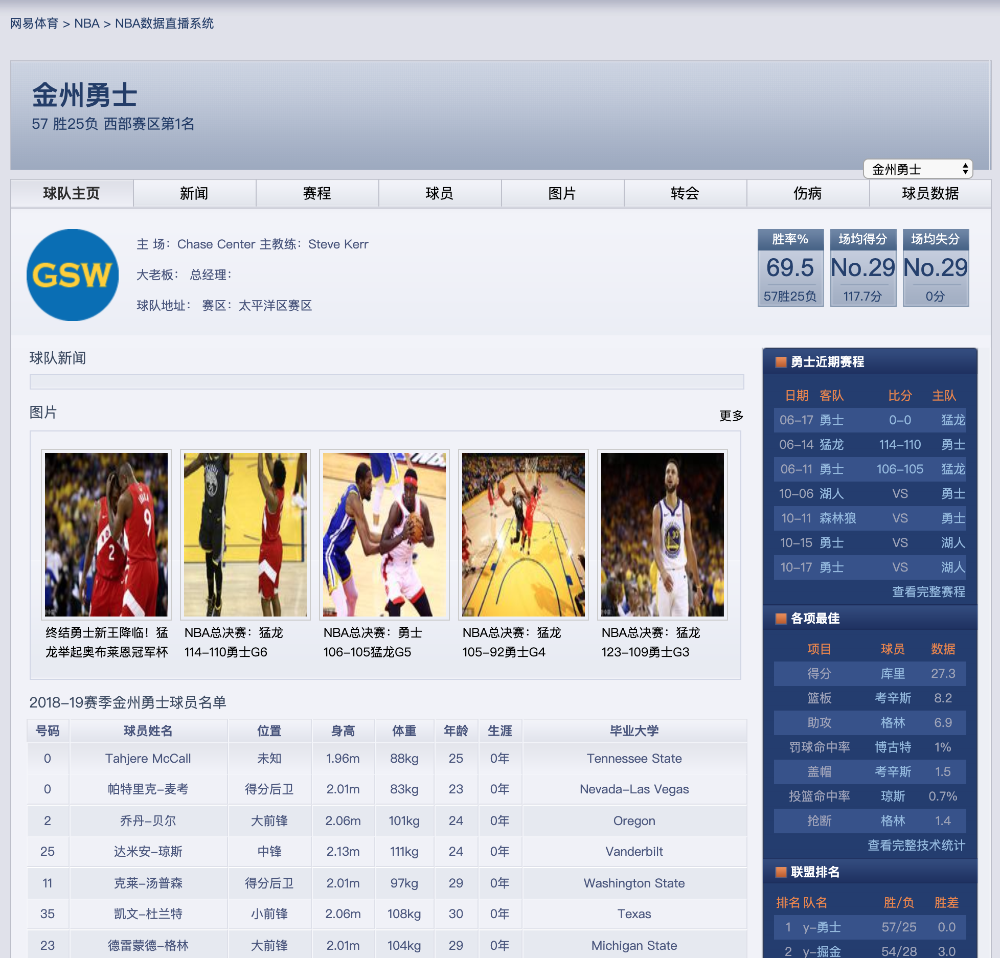 网易体育 > NBA > NBA数据直播系统
金州勇士
57 胜25负 西部赛区第1名
金州勇士
球队主页 新闻 赛程 球员 图片 转会 伤病 球员数据
GSW
主 场：Chase Center 主教练：Steve Kerr
大老板： 总经理：
球队地址： 赛区：太平洋区赛区
胜率% 场均得分 场均失分
69.5 No.29 No.29
57胜25负 117.7分 0分
球队新闻
图片
更多
终结勇士新王降临！猛
龙举起奥布莱恩冠军杯
NBA总决赛：猛龙
114-110勇士G6
NBA总决赛：勇士
106-105猛龙G5
NBA总决赛：猛龙
105-92勇士G4
NBA总决赛：猛龙
123-109勇士G3
2018-19赛季金州勇士球员名单
号码 球员姓名 位置 身高 体重 年龄 生涯 毕业大学
0 Tahjere McCall 未知 1.96m 88kg 25 0年 Tennessee State
0 帕特里克-麦考 得分后卫 2.01m 83kg 23 0年 Nevada-Las Vegas
2 乔丹-贝尔 大前锋 2.06m 101kg 24 0年 Oregon
25 达米安-琼斯 中锋 2.13m 111kg 24 0年 Vanderbilt
11 克莱-汤普森 得分后卫 2.01m 97kg 29 0年 Washington State
35 凯文-杜兰特 小前锋 2.06m 108kg 30 0年 Texas
23 德雷蒙德-格林 大前锋 2.01m 104kg 29 0年 Michigan State
勇士近期赛程
日期 客队 比分 主队
06-17 勇士 0-0 猛龙
06-14 猛龙 114-110 勇士
06-11 勇士 106-105 猛龙
10-06 湖人 VS 勇士
10-11 森林狼 VS 勇士
10-15 勇士 VS 湖人
10-17 勇士 VS 湖人
查看完整赛程
各项最佳
项目 球员 数据
得分 库里 27.3
篮板 考辛斯 8.2
助攻 格林 6.9
罚球命中率 博古特 1%
盖帽 考辛斯 1.5
投篮命中率 琼斯 0.7%
抢断 格林 1.4
查看完整技术统计
联盟排名
排名 队名 胜/负 胜差
1 y-勇士 57/25 0.0
2 y-掘金 54/28 3.0